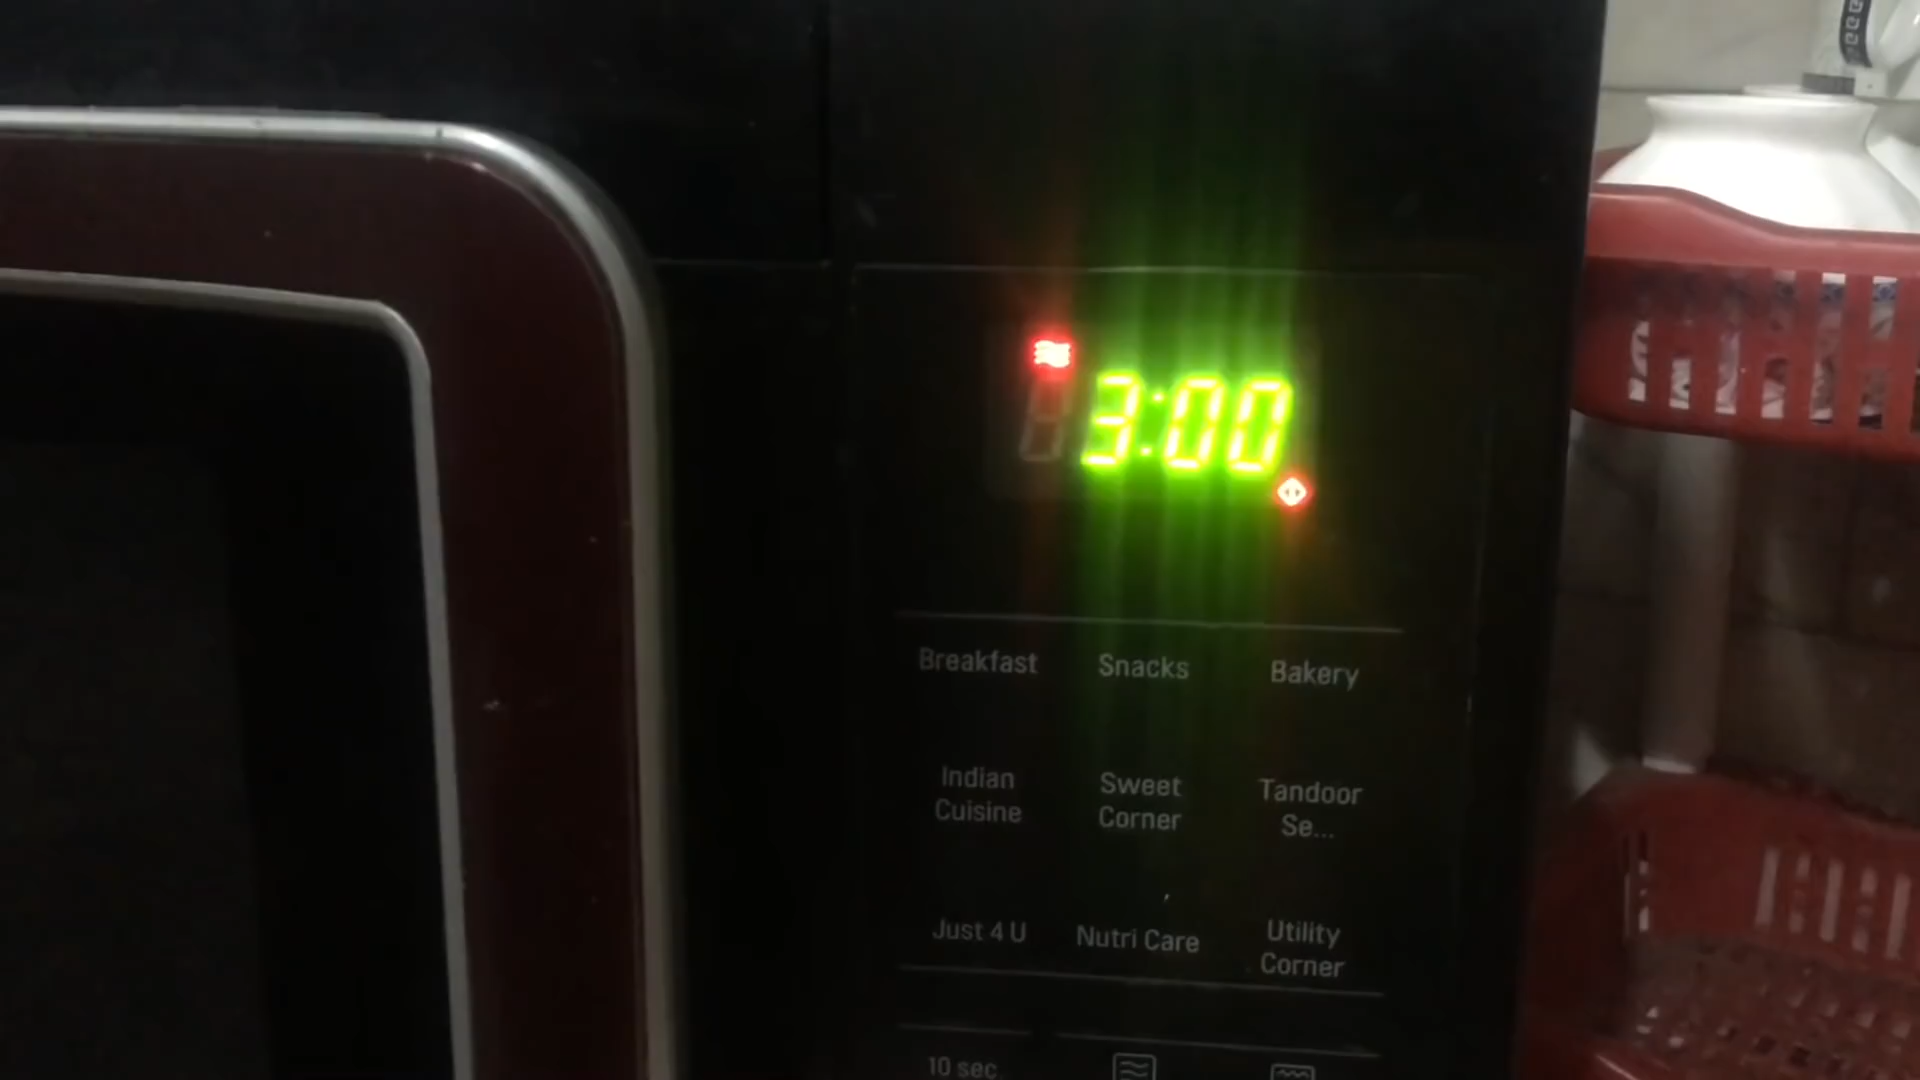 3:00
Breakfast Snacks Bakery
Indian Cuisine
Sweet Corner
Tandoor Se...
Just 4 U Nutri Care
Utility Corner
10 sec.